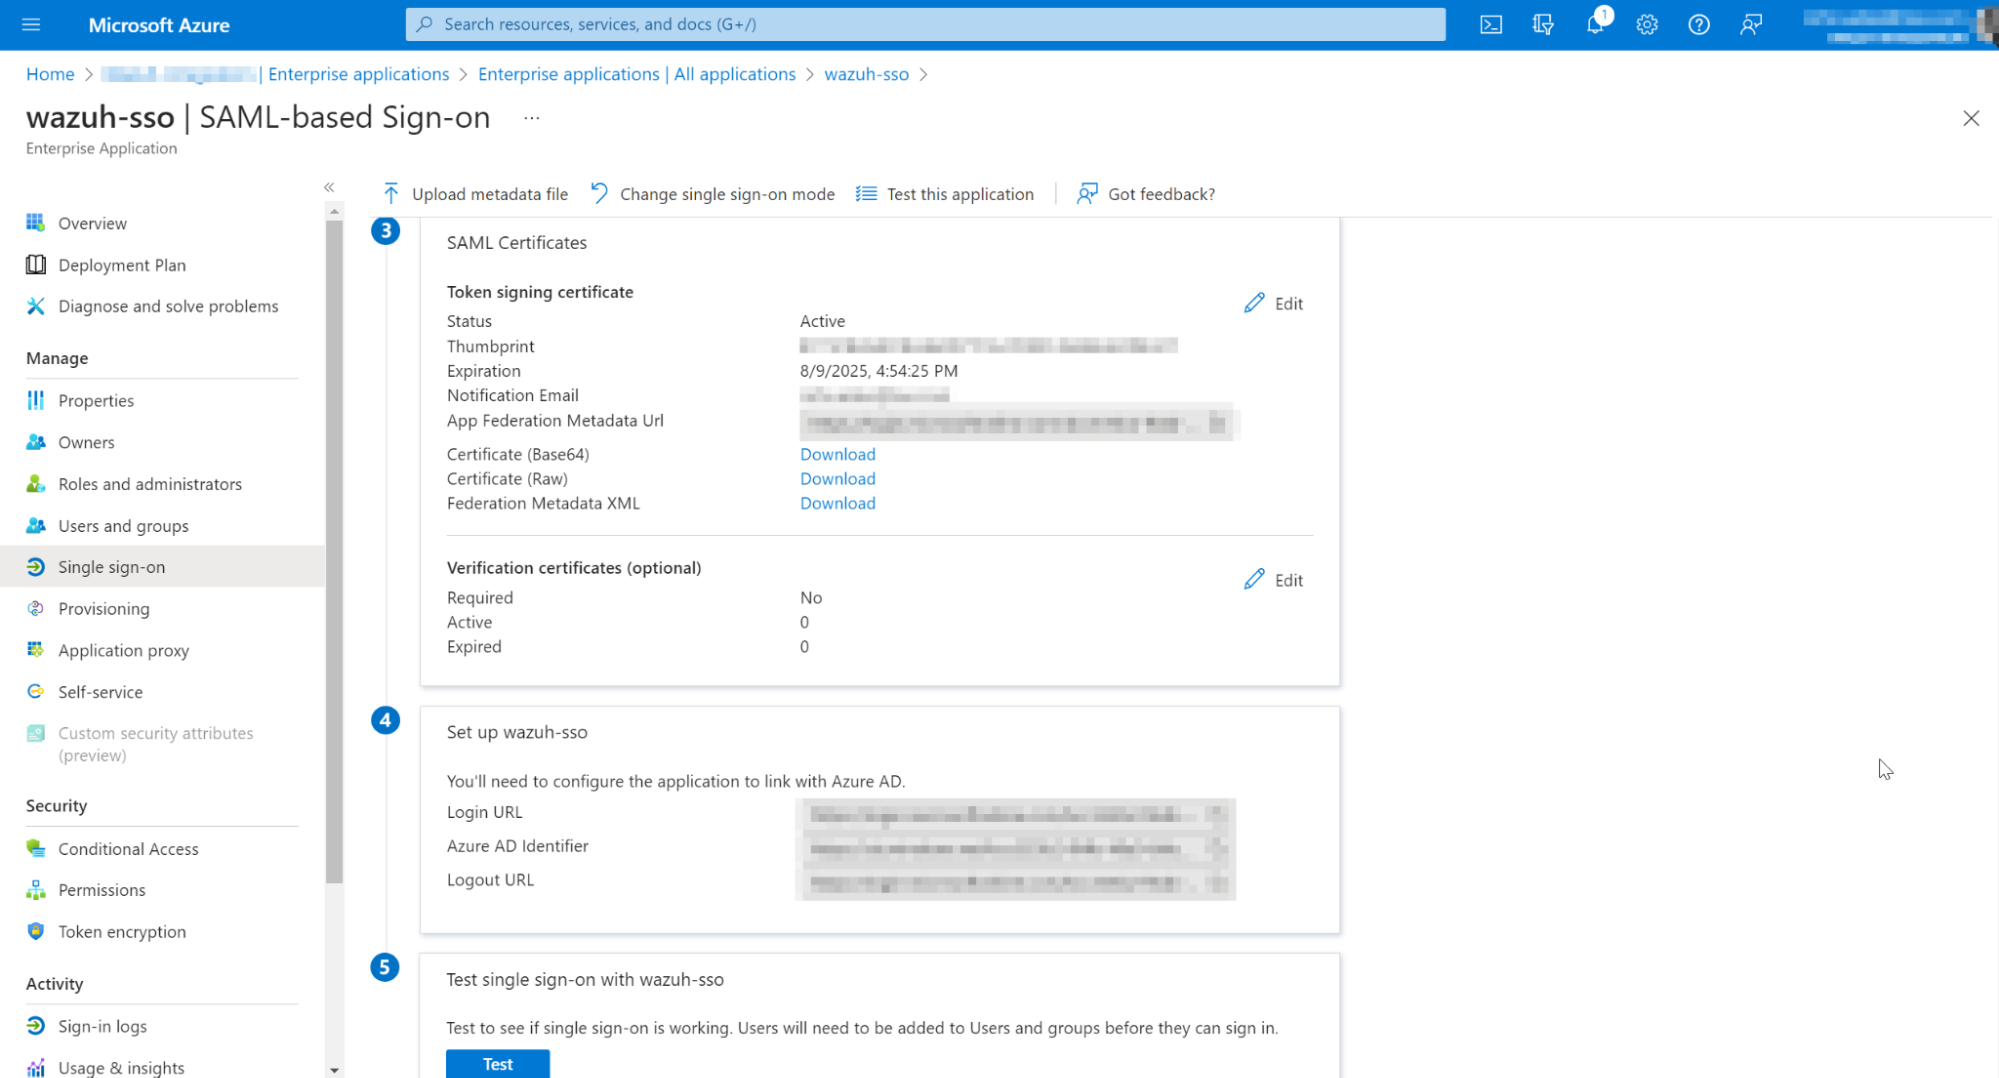 Microsoft Azure
Search resources, services, and docs (G+/)
1
Home > | Enterprise applications > Enterprise applications | All applications > wazuh-sso >
wazuh-sso | SAML-based Sign-on ...
Enterprise Application
Upload metadata file
Change single sign-on mode
Test this application
Got feedback?
Overview
Deployment Plan
Diagnose and solve problems
Manage
Properties
Owners
Roles and administrators
Users and groups
Single sign-on
Provisioning
Application proxy
Self-service
Custom security attributes
(preview)
Security
Conditional Access
Permissions
Token encryption
Activity
Sign-in logs
Usage & insights
3
SAML Certificates
Token signing certificate
Edit
Status Active
Thumbprint
Expiration 8/9/2025, 4:54:25 PM
Notification Email
App Federation Metadata Url
Certificate (Base64) Download
Certificate (Raw) Download
Federation Metadata XML Download
Verification certificates (optional)
Edit
Required No
Active 0
Expired 0
4
Set up wazuh-sso
You'll need to configure the application to link with Azure AD.
Login URL
Azure AD Identifier
Logout URL
5
Test single sign-on with wazuh-sso
Test to see if single sign-on is working. Users will need to be added to Users and groups before they can sign in.
Test